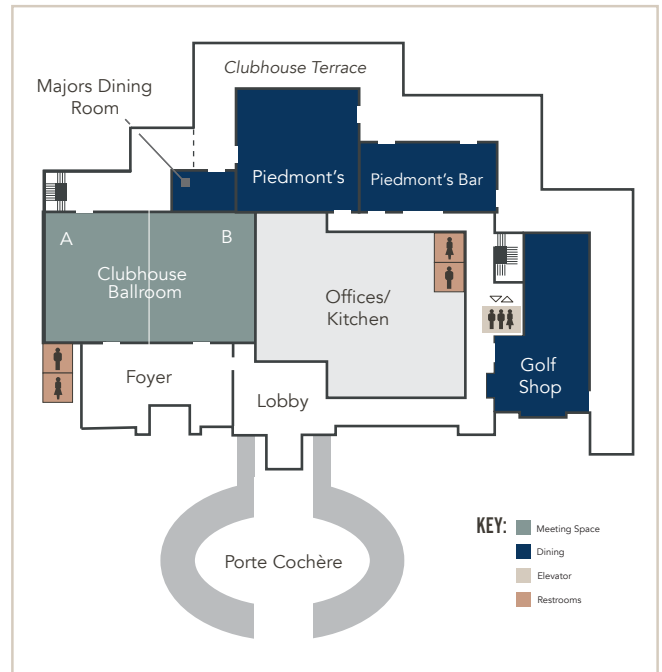 Clubhouse Terrace
Majors Dining
Room
Piedmont's
Piedmont's Bar
A
B
Clubhouse
Ballroom
Offices/
Kitchen
Foyer
Lobby
Golf
Shop
Porte Cochère
KEY:
Meeting Space
Dining
Elevator
Restrooms